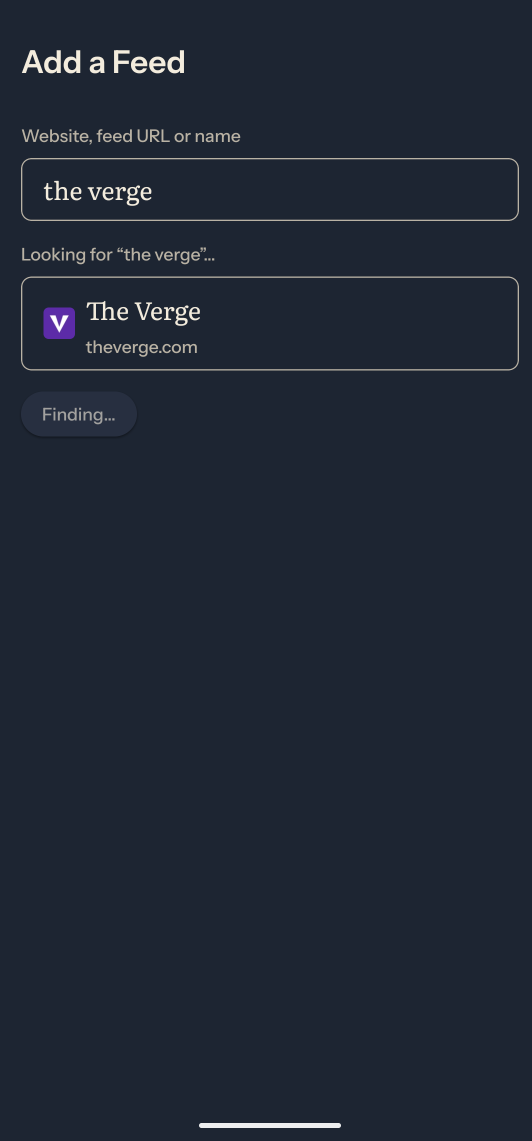 Add a Feed
Website, feed URL or name
the verge
Looking for “the verge”...
V
The Verge
theverge.com
Finding...